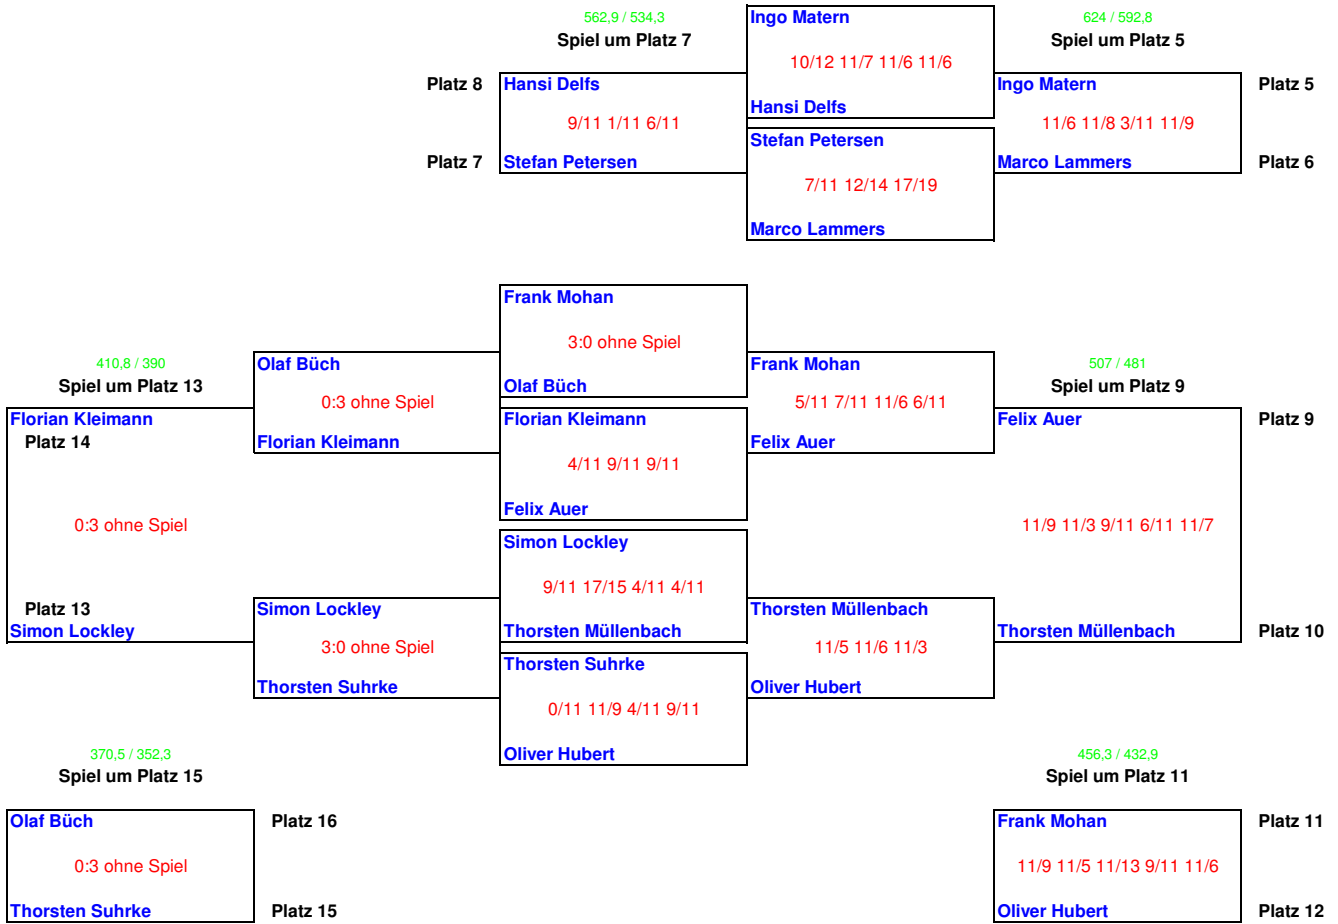 562,9 / 534,3
Spiel um Platz 7
Ingo Matern
624 / 592,8
Spiel um Platz 5
10/12 11/7 11/6 11/6
Platz 8
Hansi Delfs
Ingo Matern
Platz 5
Hansi Delfs
9/11 1/11 6/11
11/6 11/8 3/11 11/9
Stefan Petersen
Platz 7
Stefan Petersen
Marco Lammers
Platz 6
7/11 12/14 17/19
Marco Lammers
Frank Mohan
3:0 ohne Spiel
410,8 / 390
Spiel um Platz 13
Olaf Büch
Frank Mohan
507 / 481
Spiel um Platz 9
Olaf Büch
0:3 ohne Spiel
5/11 7/11 11/6 6/11
Florian Kleimann
Florian Kleimann
Felix Auer
Platz 9
Platz 14
Florian Kleimann
Felix Auer
4/11 9/11 9/11
Felix Auer
0:3 ohne Spiel
11/9 11/3 9/11 6/11 11/7
Simon Lockley
9/11 17/15 4/11 4/11
Platz 13
Simon Lockley
Thorsten Müllenbach
Simon Lockley
Thorsten Müllenbach
Thorsten Müllenbach
Platz 10
3:0 ohne Spiel
11/5 11/6 11/3
Thorsten Suhrke
Thorsten Suhrke
Oliver Hubert
0/11 11/9 4/11 9/11
Oliver Hubert
370,5 / 352,3
Spiel um Platz 15
456,3 / 432,9
Spiel um Platz 11
Olaf Büch
Platz 16
Frank Mohan
Platz 11
0:3 ohne Spiel
11/9 11/5 11/13 9/11 11/6
Thorsten Suhrke
Platz 15
Oliver Hubert
Platz 12